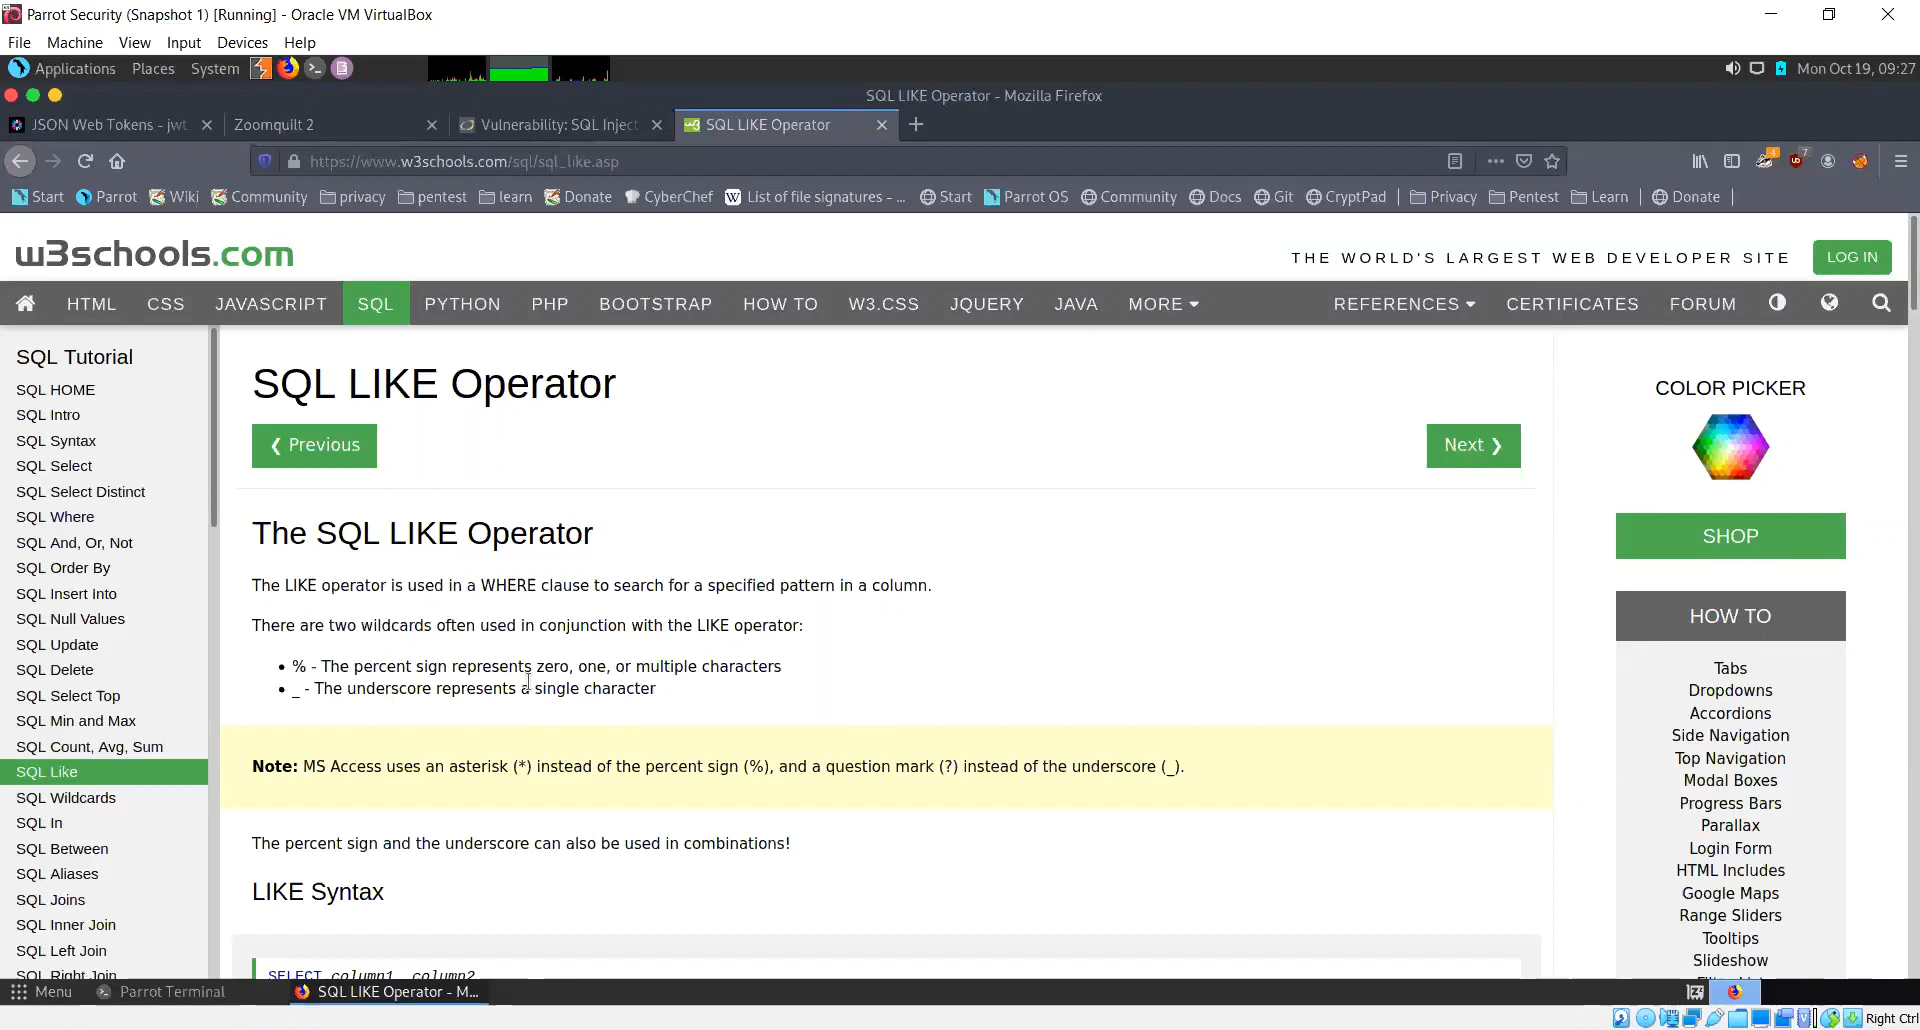 Parrot Security (Snapshot 1) [Running] - Oracle VM VirtualBox
File Machine View Input Devices Help
Applications Places System Mon Oct 19, 09:27
SQL LIKE Operator - Mozilla Firefox
JSON Web Tokens - jwt Zoomquilt 2 Vulnerability: SQL Inject SQL LIKE Operator
https://www.w3schools.com/sql/sql_like.asp
Start Parrot Wiki Community privacy pentest learn Donate CyberChef List of file signatures - ... Start Parrot OS Community Docs Git CryptPad Privacy Pentest Learn Donate
w3schools.com
THE WORLD'S LARGEST WEB DEVELOPER SITE
LOG IN
HTML CSS JAVASCRIPT SQL PYTHON PHP BOOTSTRAP HOW TO W3.CSS JQUERY JAVA MORE REFERENCES CERTIFICATES FORUM
SQL Tutorial
SQL HOME
SQL Intro
SQL Syntax
SQL Select
SQL Select Distinct
SQL Where
SQL And, Or, Not
SQL Order By
SQL Insert Into
SQL Null Values
SQL Update
SQL Delete
SQL Select Top
SQL Min and Max
SQL Count, Avg, Sum
SQL Like
SQL Wildcards
SQL In
SQL Between
SQL Aliases
SQL Joins
SQL Inner Join
SQL Left Join
SQL Right Join
SQL LIKE Operator
❮ Previous
Next ❯
The SQL LIKE Operator
The LIKE operator is used in a WHERE clause to search for a specified pattern in a column.
There are two wildcards often used in conjunction with the LIKE operator:
• % - The percent sign represents zero, one, or multiple characters
• _ - The underscore represents a single character
Note: MS Access uses an asterisk (*) instead of the percent sign (%), and a question mark (?) instead of the underscore (_).
The percent sign and the underscore can also be used in combinations!
LIKE Syntax
SELECT column1, column2
COLOR PICKER
SHOP
HOW TO
Tabs
Dropdowns
Accordions
Side Navigation
Top Navigation
Modal Boxes
Progress Bars
Parallax
Login Form
HTML Includes
Google Maps
Range Sliders
Tooltips
Slideshow
Menu Parrot Terminal SQL LIKE Operator - M...
Right Ctrl